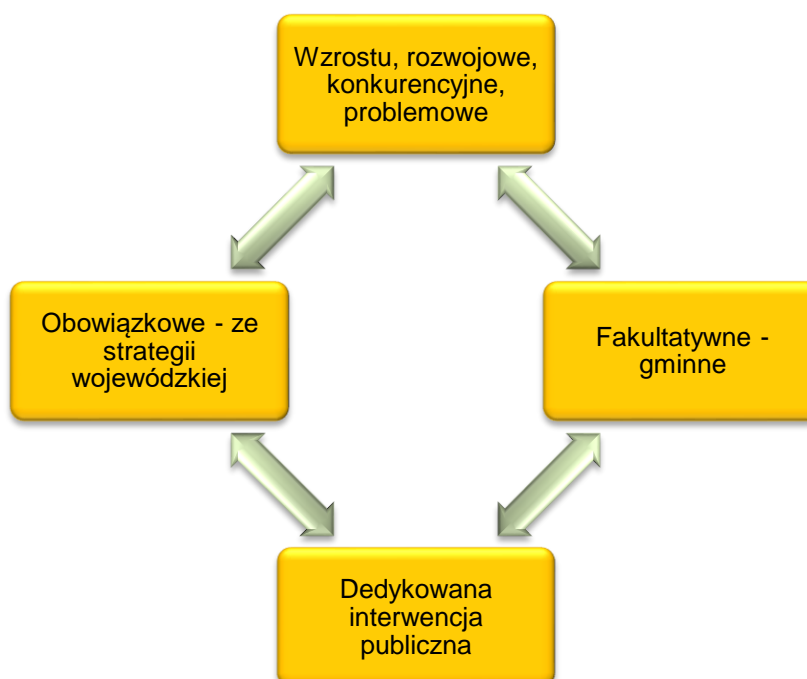 Wzrostu, rozwojowe,
konkurencyjne,
problemowe
Obowiązkowe - ze
strategii
wojewódzkiej
Fakultatywne -
gminne
Dedykowana
interwencja
publiczna